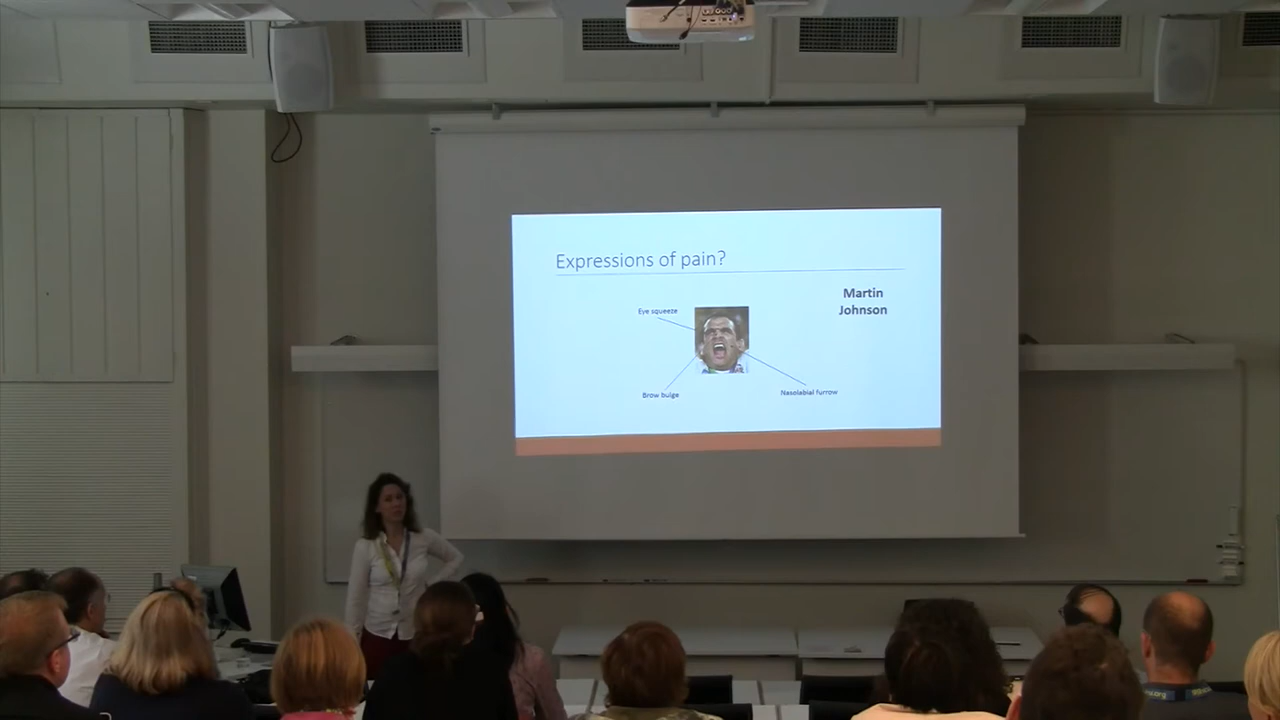 Expressions of pain?
Martin
Johnson
Eye squeeze
Brow bulge
Nasolabial furrow